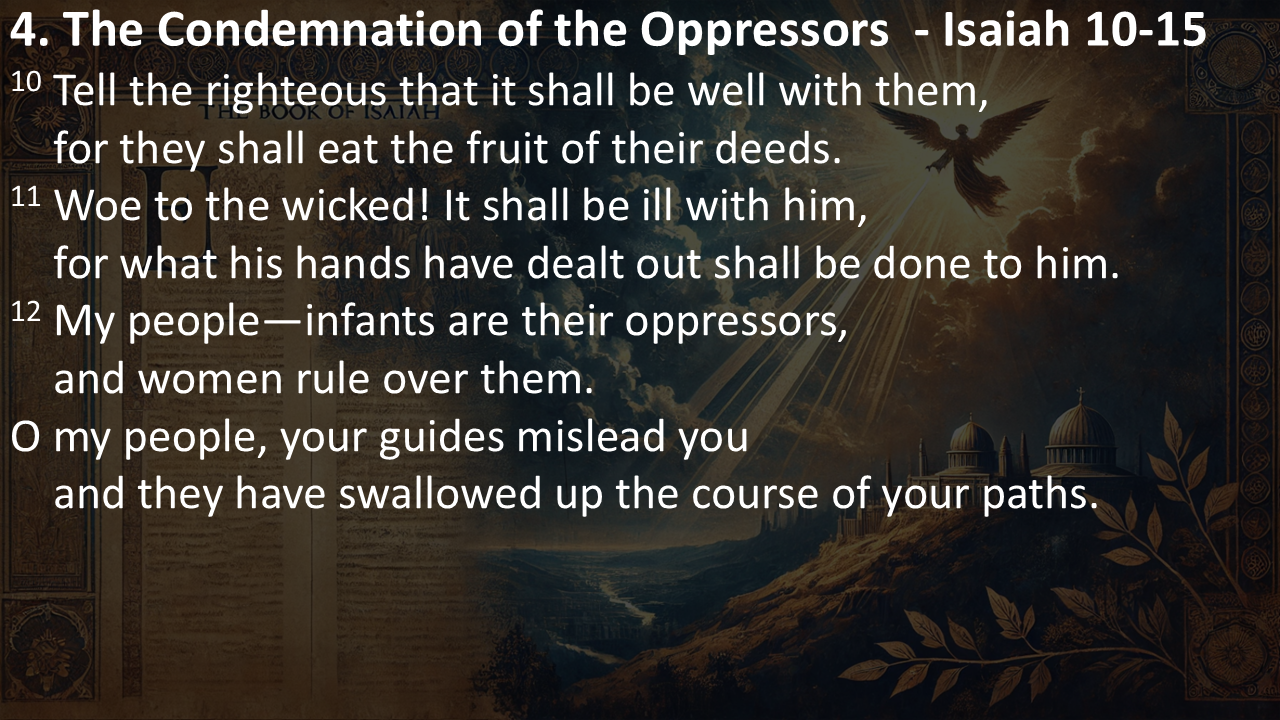 4. The Condemnation of the Oppressors - Isaiah 10-15
10 Tell the righteous that it shall be well with them,
THE BOOK OF ISAIAH
for they shall eat the fruit of their deeds.
11 Woe to the wicked! It shall be ill with him,
for what his hands have dealt out shall be done to him.
12 My people—infants are their oppressors,
and women rule over them.
O my people, your guides mislead you
and they have swallowed up the course of your paths.